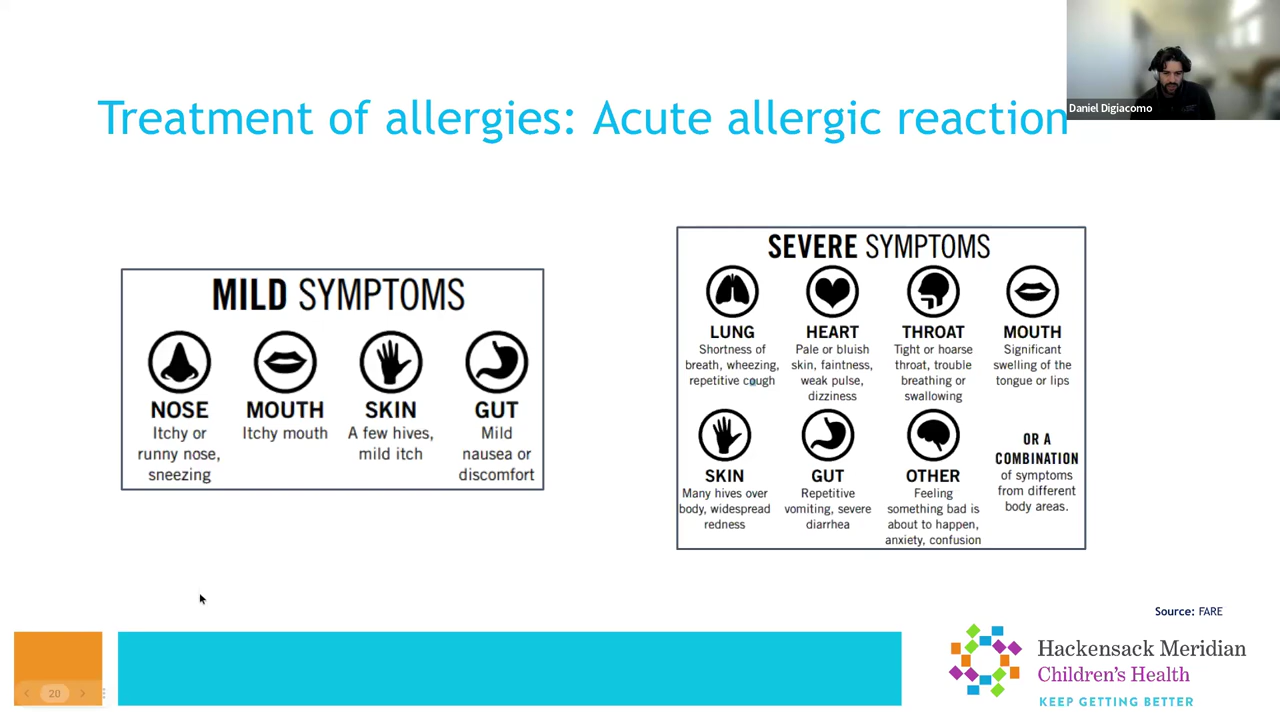 Daniel Digiacomo
Treatment of allergies: Acute allergic reaction
MILD SYMPTOMS
NOSE
Itchy or
runny nose,
sneezing
MOUTH
Itchy mouth
SKIN
A few hives,
mild itch
GUT
Mild
nausea or
discomfort
SEVERE SYMPTOMS
LUNG
Shortness of
breath, wheezing,
repetitive cough
HEART
Pale or bluish
skin, faintness,
weak pulse,
dizziness
THROAT
Tight or hoarse
throat, trouble
breathing or
swallowing
MOUTH
Significant
swelling of the
tongue or lips
SKIN
Many hives over
body, widespread
redness
GUT
Repetitive
vomiting, severe
diarrhea
OTHER
Feeling
something bad is
about to happen,
anxiety, confusion
OR A
COMBINATION
of symptoms
from different
body areas.
Source: FARE
Hackensack Meridian
Children's Health
KEEP GETTING BETTER
20